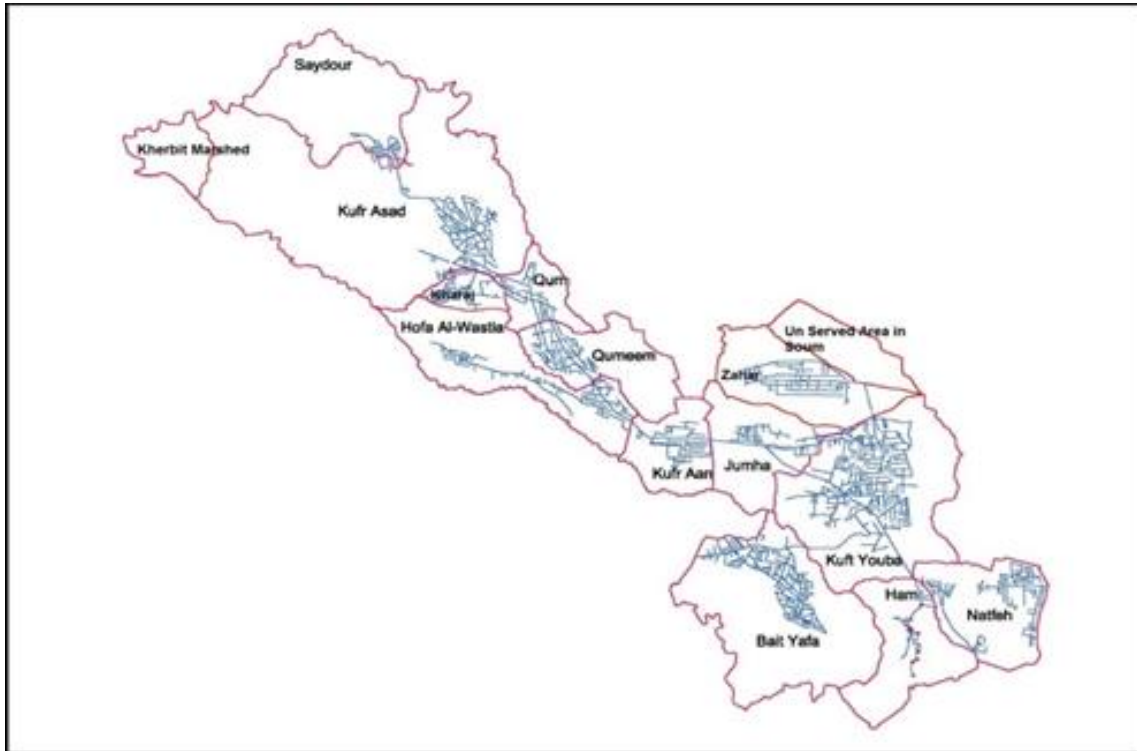 Saydour
Kherbit Marshed
Kufr Asad
Qum
Kharaj
Hofa Al-Wastia
Un Served Area in
Soum
Qumeem
Zahar
Kufr Aan
Jumha
Kuft Youba
Ham
Natfeh
Bait Yafa